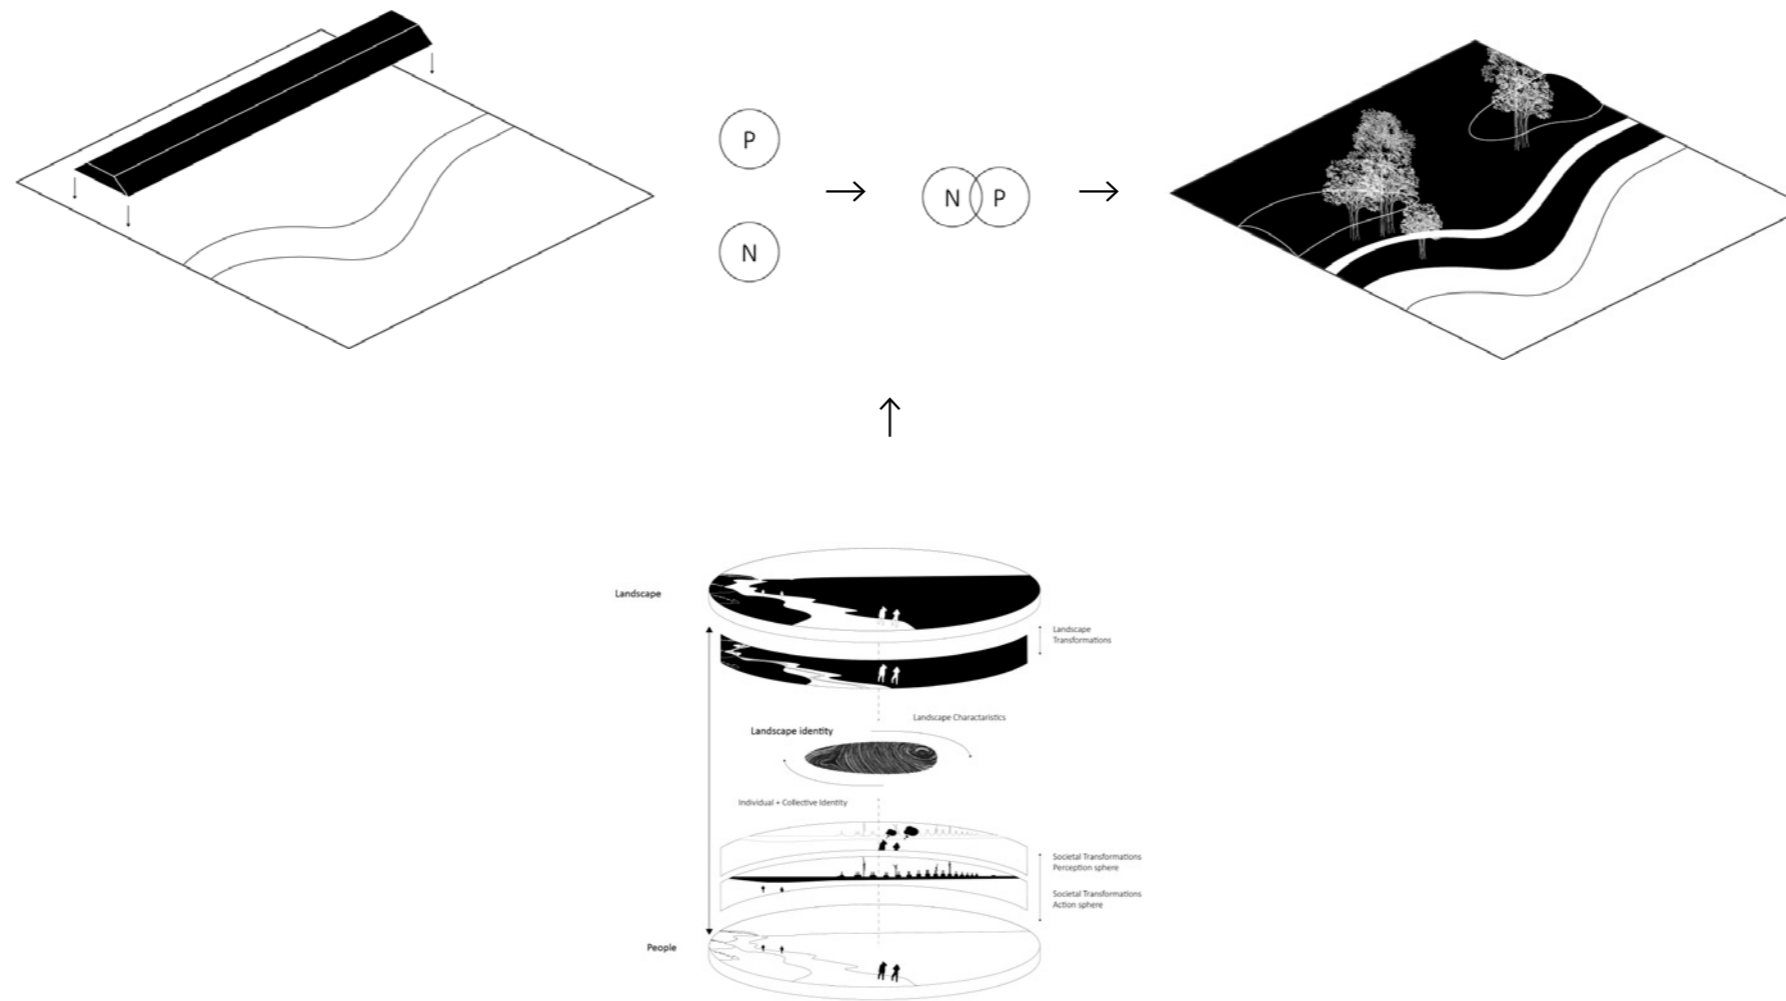 P
N
N P
Landscape
Landscape
Transformations
Landscape Charactaristics
Landscape identity
Individual + Collective Identity
Societal Transformations
Perception sphere
Societal Transformations
Action sphere
People